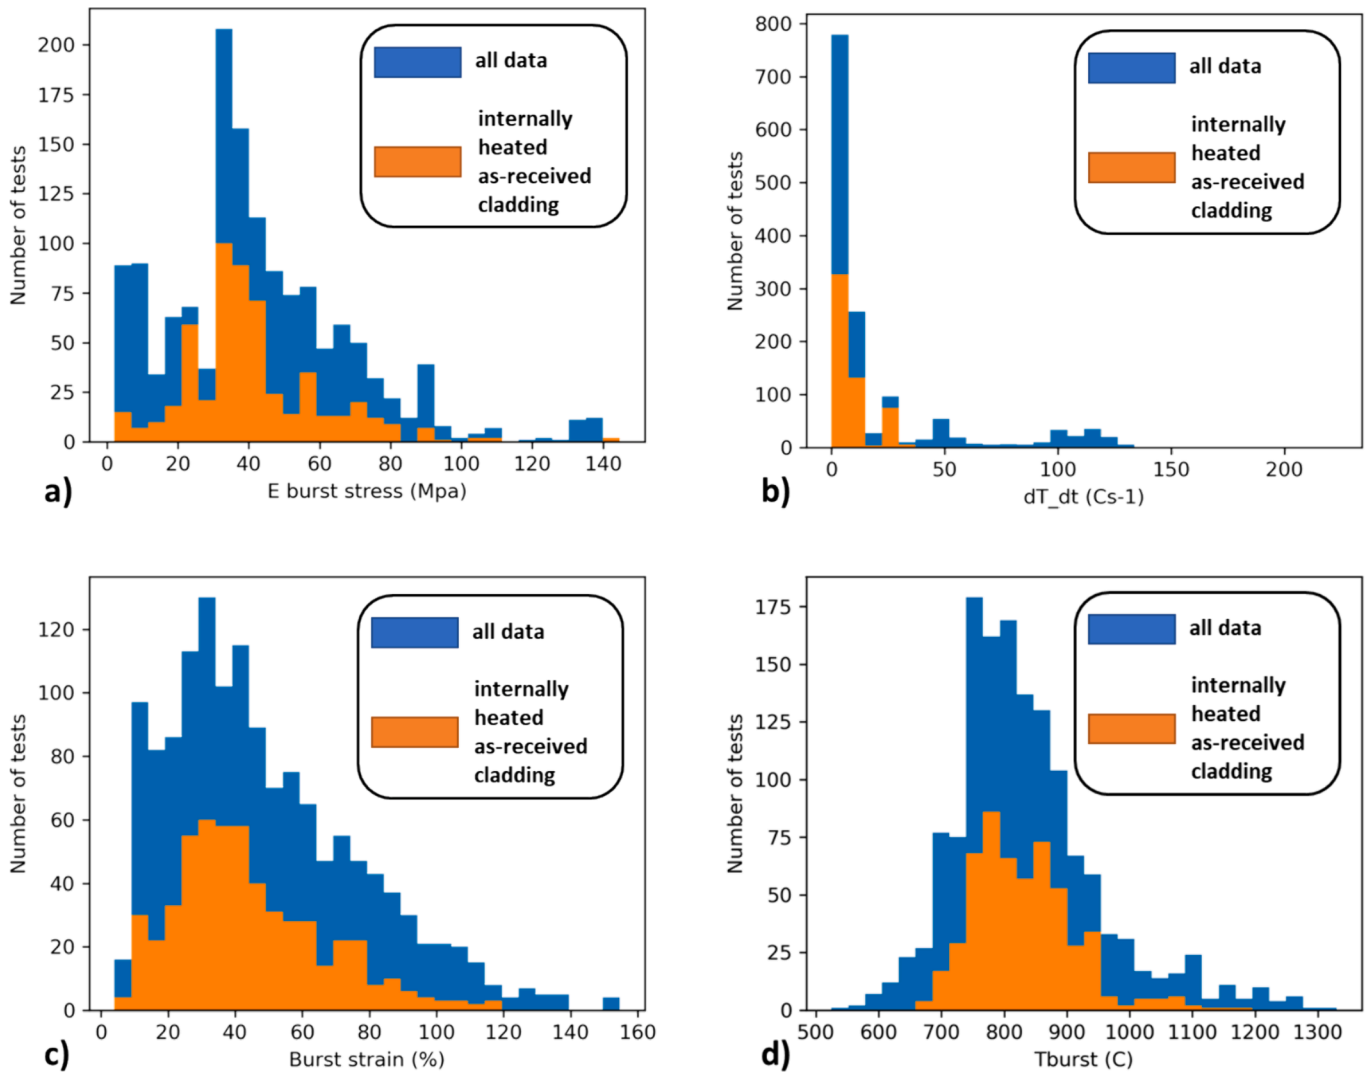 200
175
150
125
100
75
50
25
0
Number of tests
all data
internally
heated
as-received
cladding
0 20 40 60 80 100 120 140
E burst stress (Mpa)
a)
800
700
600
500
400
300
200
100
0
Number of tests
all data
internally
heated
as-received
cladding
0 50 100 150 200
dT_dt (Cs-1)
b)
120
100
80
60
40
20
0
Number of tests
all data
internally
heated
as-received
cladding
0 20 40 60 80 100 120 140 160
Burst strain (%)
c)
175
150
125
100
75
50
25
0
Number of tests
all data
internally
heated
as-received
cladding
500 600 700 800 900 1000 1100 1200 1300
Tburst (C)
d)